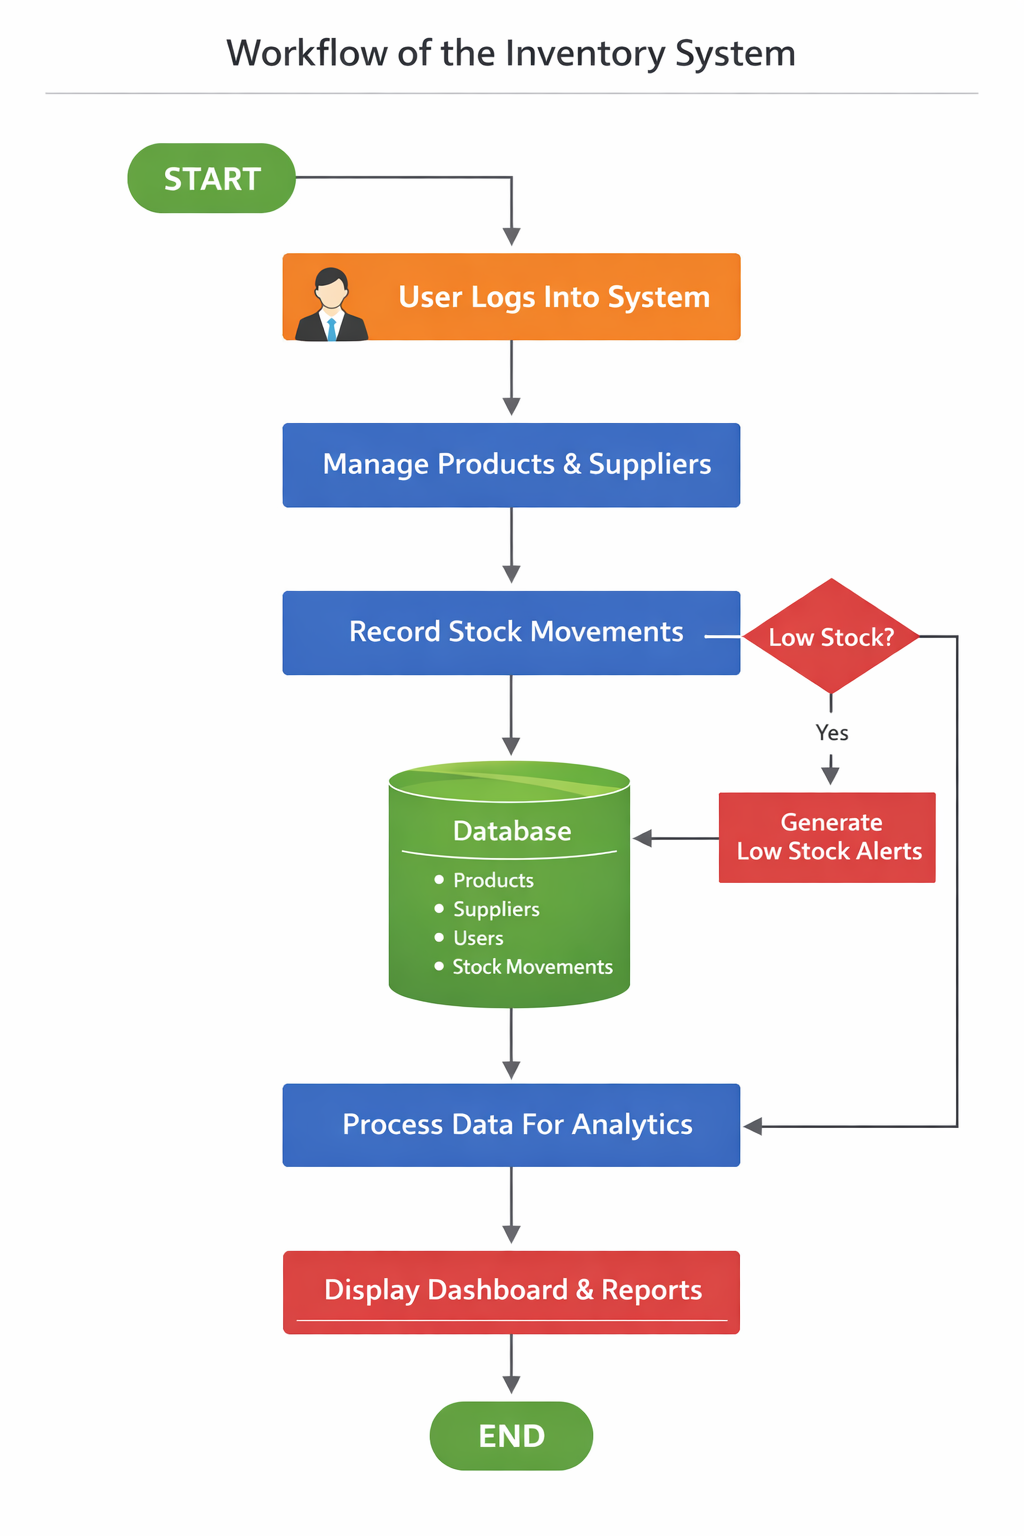 Workflow of the Inventory System
START
User Logs Into System
Manage Products & Suppliers
Record Stock Movements
Low Stock?
Yes
Generate
Low Stock Alerts
Database
• Products
• Suppliers
• Users
• Stock Movements
Process Data For Analytics
Display Dashboard & Reports
END